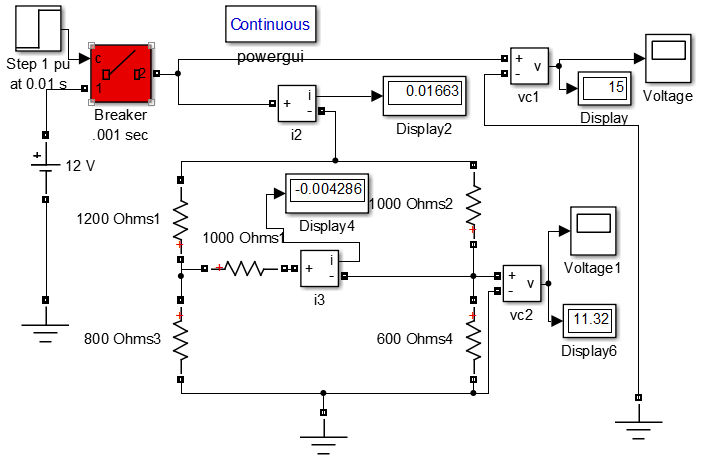 Continuous
powergui
Step 1 pu
at 0.01 s
c
1
2
Breaker
.001 sec
12 V
+
-
i
i2
0.01663
Display2
+
-
v
vc1
15
Display
Voltage
1200 Ohms1
-0.004286
Display4
1000 Ohms2
1000 Ohms1
+
-
i
i3
800 Ohms3
600 Ohms4
+
-
v
vc2
Voltage1
11.32
Display6